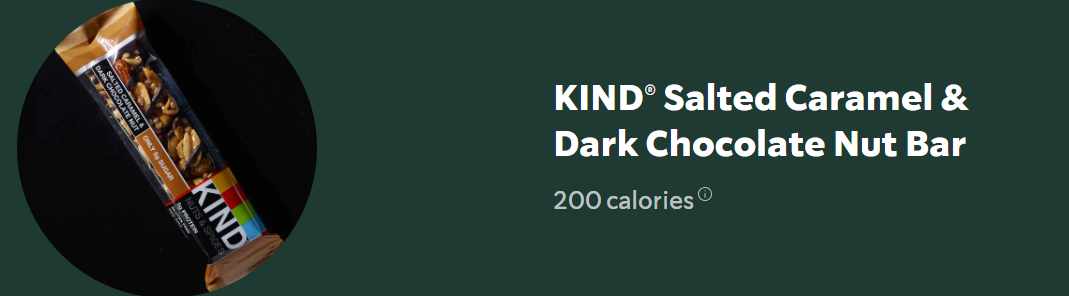 SALTED CARAMEL &
DARK CHOCOLATE NUT
ONLY 5g SUGAR
KIND
NUTS & SPICES
5g PROTEIN
KIND® Salted Caramel &
Dark Chocolate Nut Bar
200 calories